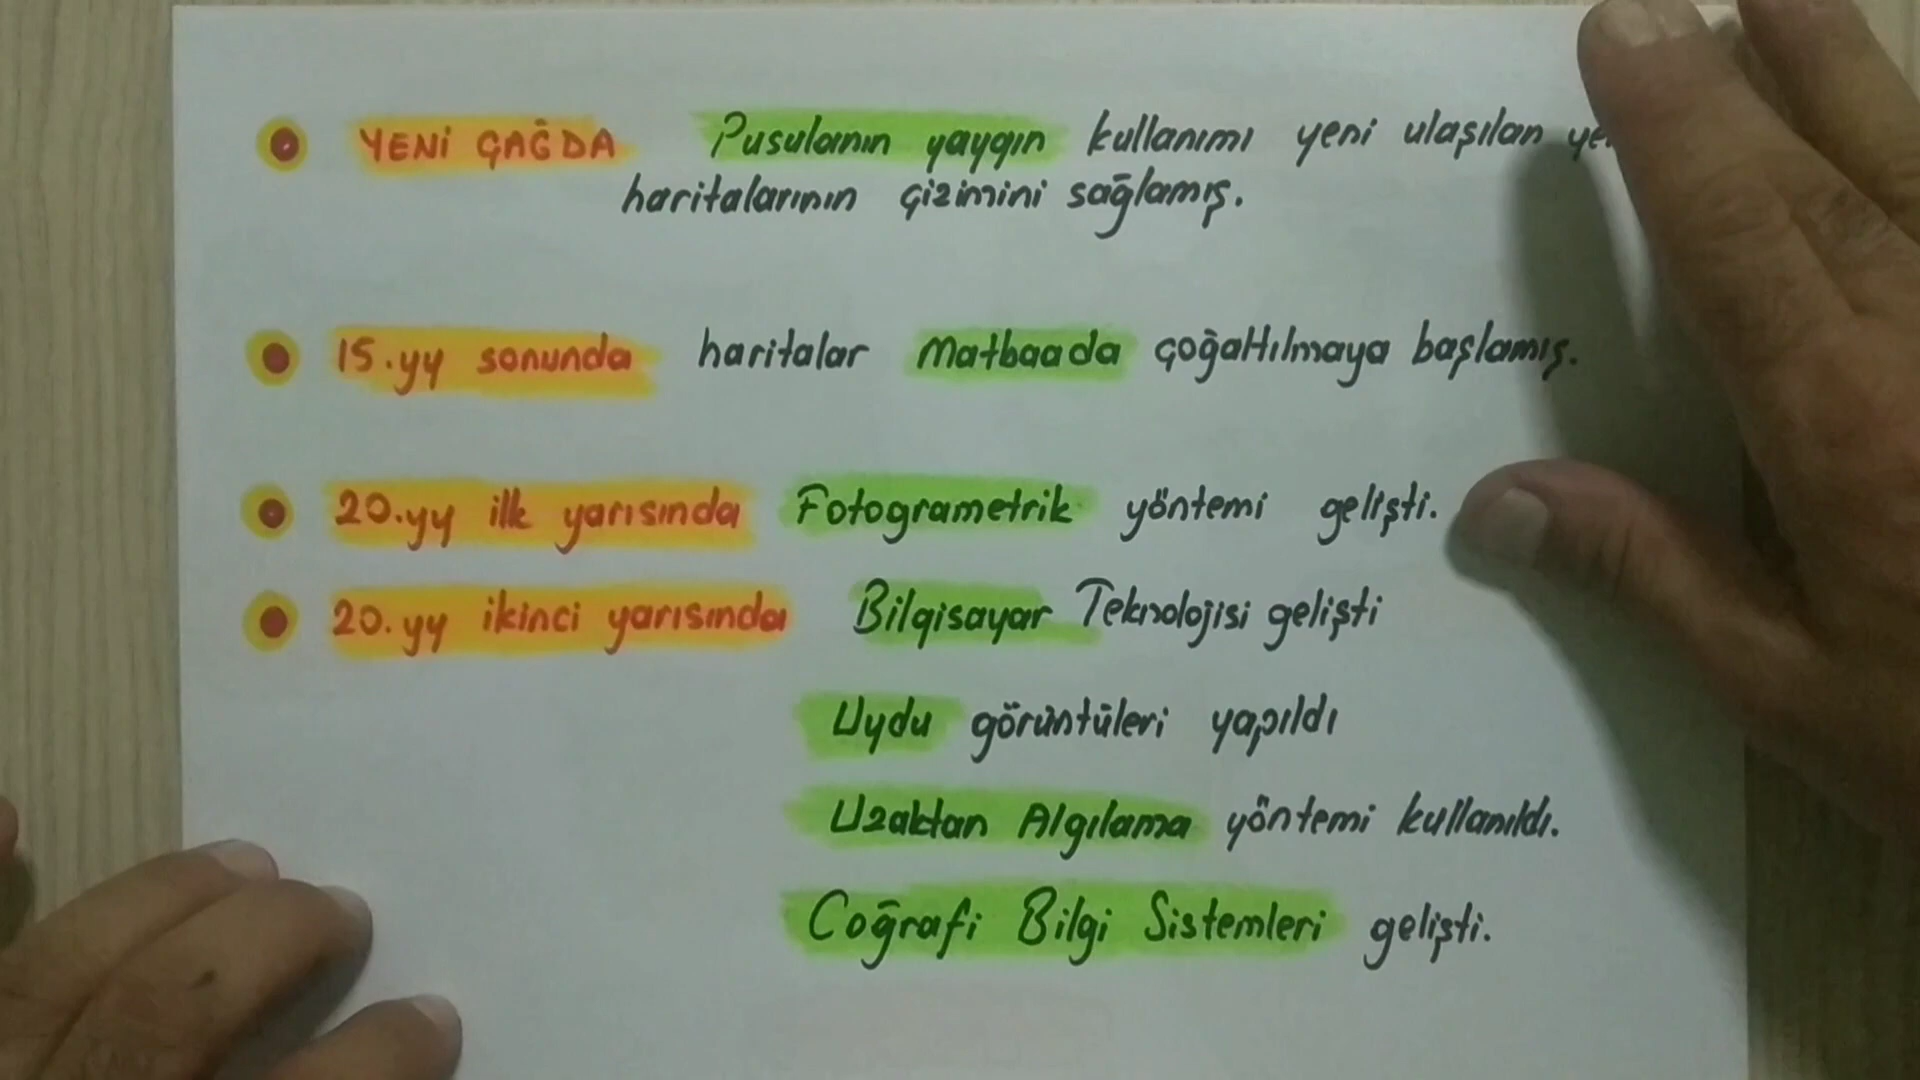 YENİ ÇAĞDA Pusulanın yaygın kullanımı yeni ulaşılan
haritalarının çizimini sağlamış.
15.yy sonunda haritalar Matbaada çoğaltılmaya başlamış.
20.yy ilk yarısında Fotogrametrik yöntemi gelişti.
20.yy ikinci yarısında Bilgisayar Teknolojisi gelişti
Uydu görüntüleri yapıldı
Uzaktan Algılama yöntemi kullanıldı.
Coğrafi Bilgi Sistemleri gelişti.